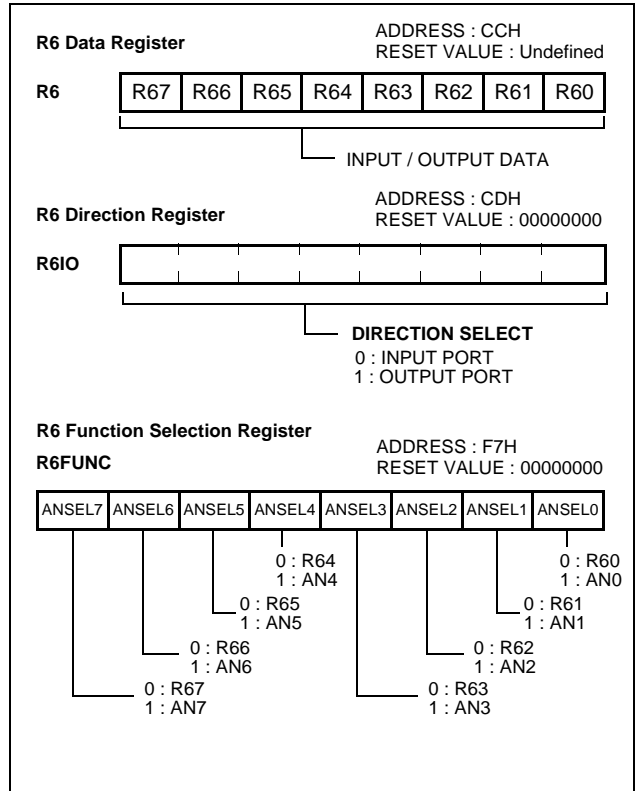 R6 Data Register
ADDRESS : CCH
RESET VALUE : Undefined
R6
R67 R66 R65 R64 R63 R62 R61 R60
INPUT / OUTPUT DATA
R6 Direction Register
ADDRESS : CDH
RESET VALUE : 00000000
R6IO
DIRECTION SELECT
0 : INPUT PORT
1 : OUTPUT PORT
R6 Function Selection Register
R6FUNC
ADDRESS : F7H
RESET VALUE : 00000000
ANSEL7 ANSEL6 ANSEL5 ANSEL4 ANSEL3 ANSEL2 ANSEL1 ANSEL0
0 : R64
1 : AN4
0 : R60
1 : AN0
0 : R65
1 : AN5
0 : R61
1 : AN1
0 : R66
1 : AN6
0 : R62
1 : AN2
0 : R67
1 : AN7
0 : R63
1 : AN3